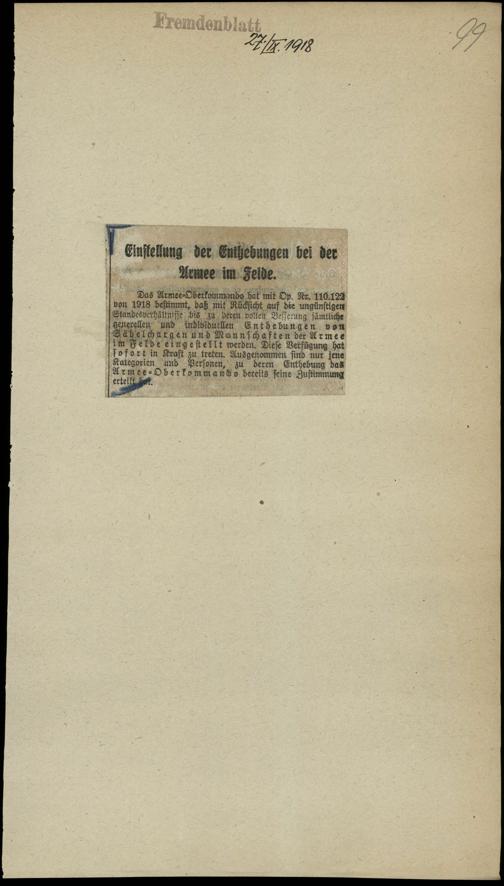 Fremdenblatt
27./IX. 1918
99
Einstellung der Enthebungen bei der
Armee im Felde.
Das Armee-Oberkommando hat mit Op. Nr. 110.122
von 1918 bestimmt, daß mit Rücksicht auf die ungünstigen
Standesverhältnisse bis zu deren vollen Besserung sämtliche
generellen und individuellen Enthebungen von
Säbelchargen und Mannschaften der Armee
im Felde eingestellt werden. Diese Verfügung hat
sofort in Kraft zu treten. Ausgenommen sind nur jene
Kategorien und Personen, zu deren Enthebung das
Armee-Oberkommando bereits seine Zustimmung
erteilt hat.